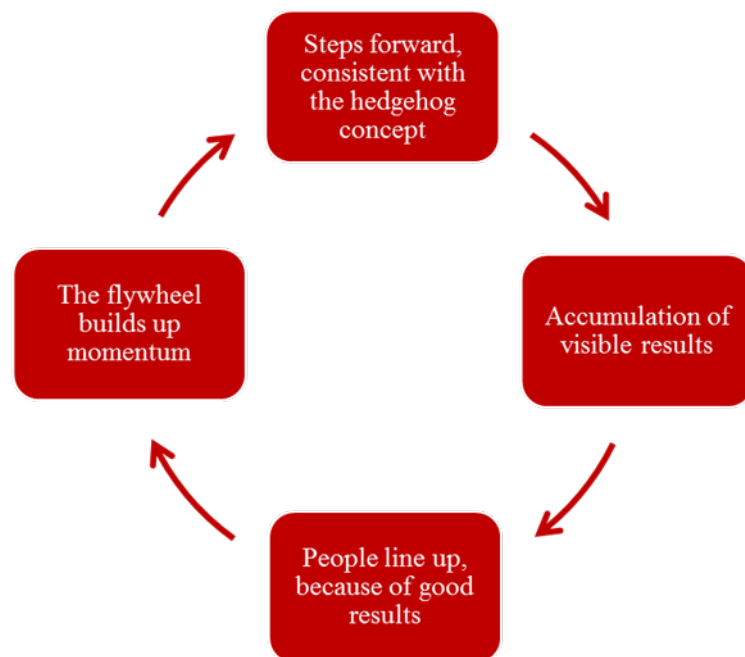 Steps forward,
consistent with
the hedgehog
concept
Accumulation of
visible results
People line up,
because of good
results
The flywheel
builds up
momentum